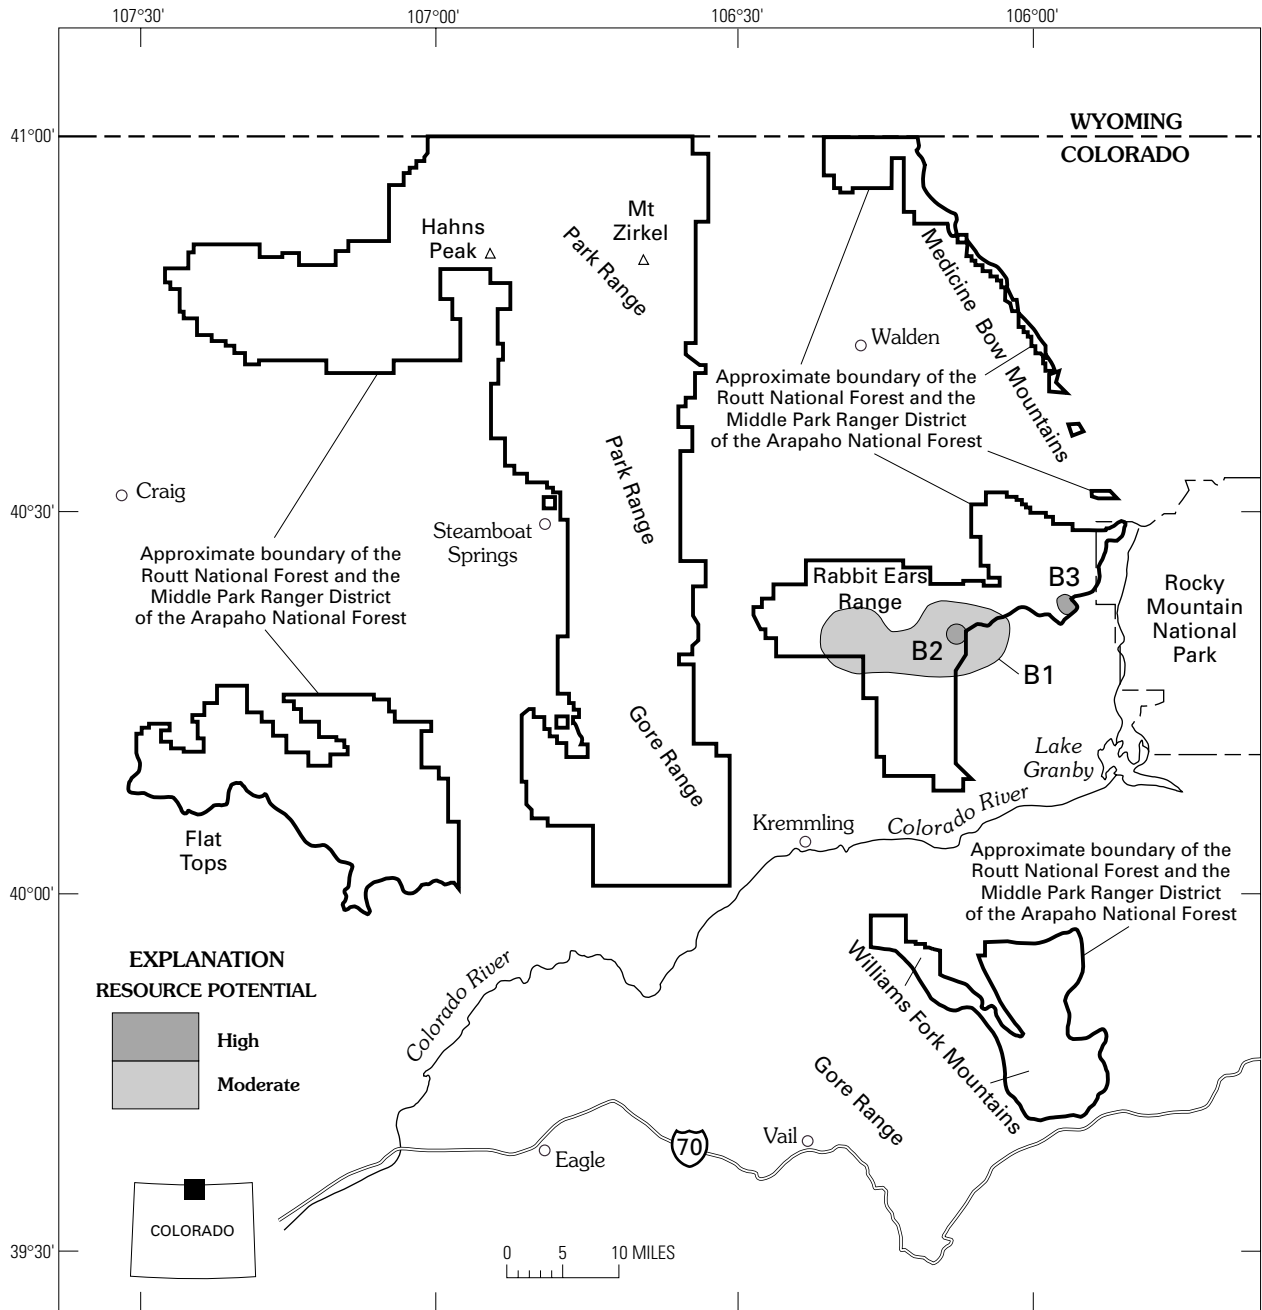 107°30'
107°00'
106°30'
106°00'
41°00'
WYOMING
COLORADO
Hahns
Peak
Mt
Zirkel
Park Range
Medicine Bow Mountains
Walden
Approximate boundary of the
Routt National Forest and the
Middle Park Ranger District
of the Arapaho National Forest
Park Range
Craig
40°30'
Steamboat
Springs
Approximate boundary of the
Routt National Forest and the
Middle Park Ranger District
of the Arapaho National Forest
Rabbit Ears
Range
B3
B2
B1
Rocky
Mountain
National
Park
Gore Range
Lake
Granby
Colorado River
Kremmling
Flat
Tops
40°00'
Approximate boundary of the
Routt National Forest and the
Middle Park Ranger District
of the Arapaho National Forest
Williams Fork Mountains
Colorado River
EXPLANATION
RESOURCE POTENTIAL
High
Moderate
Gore Range
Vail
70
Eagle
COLORADO
39°30'
0 5 10 MILES